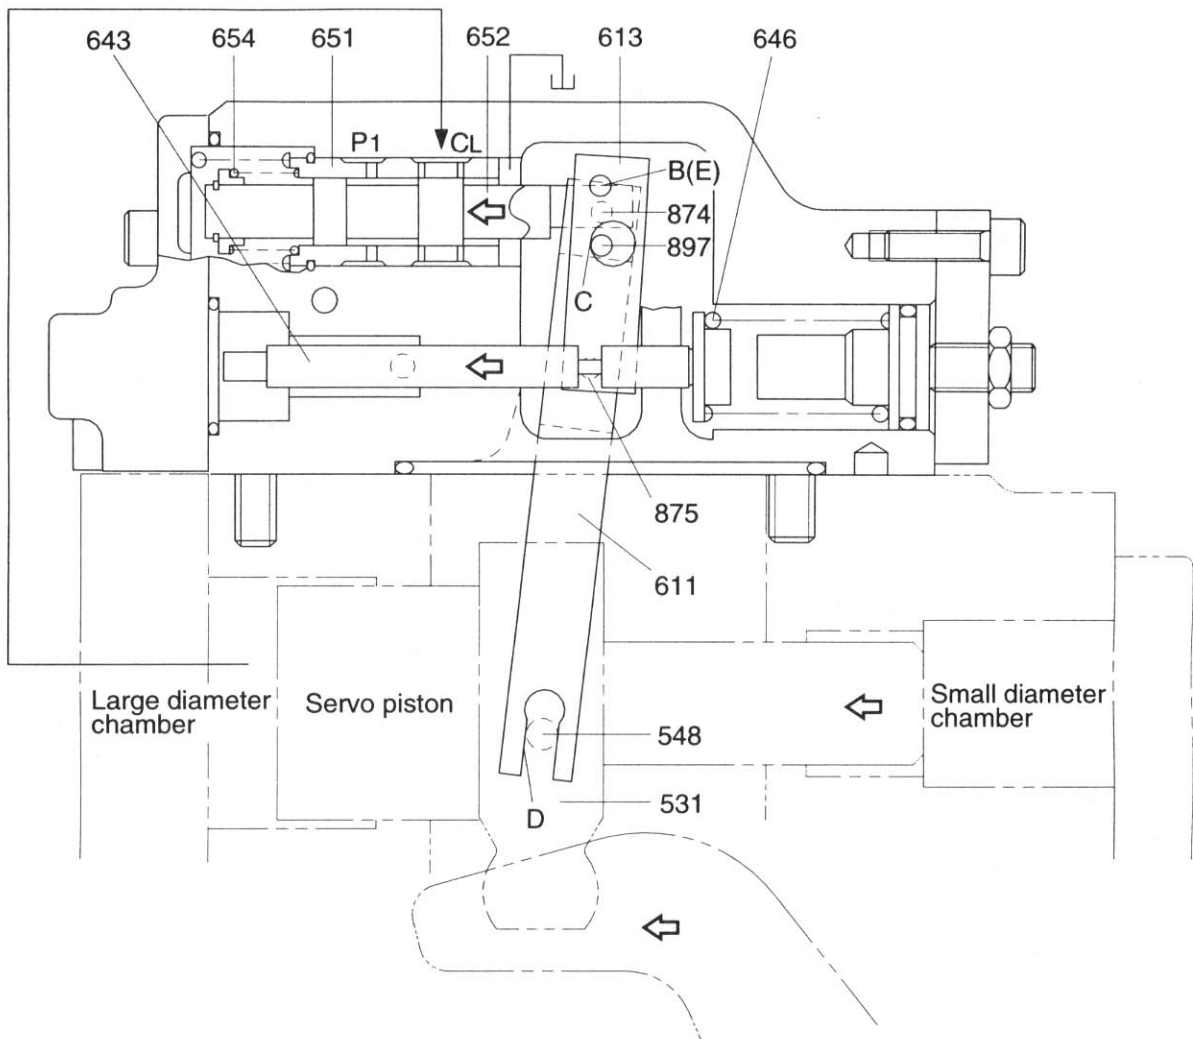 643 654 651 652 613 646
P1 CL
B(E)
874
897
C
875
611
Large diameter
chamber
Servo piston
Small diameter
chamber
548
531
D